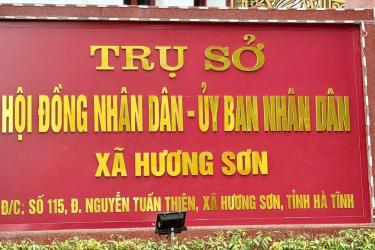 TRỤ SỞ
HỘI ĐỒNG NHÂN DÂN - ỦY BAN NHÂN DÂN
XÃ HƯƠNG SƠN
Đ/C: SỐ 115, Đ. NGUYỄN TUẤN THIỆN, XÃ HƯƠNG SƠN, TỈNH HÀ TĨNH